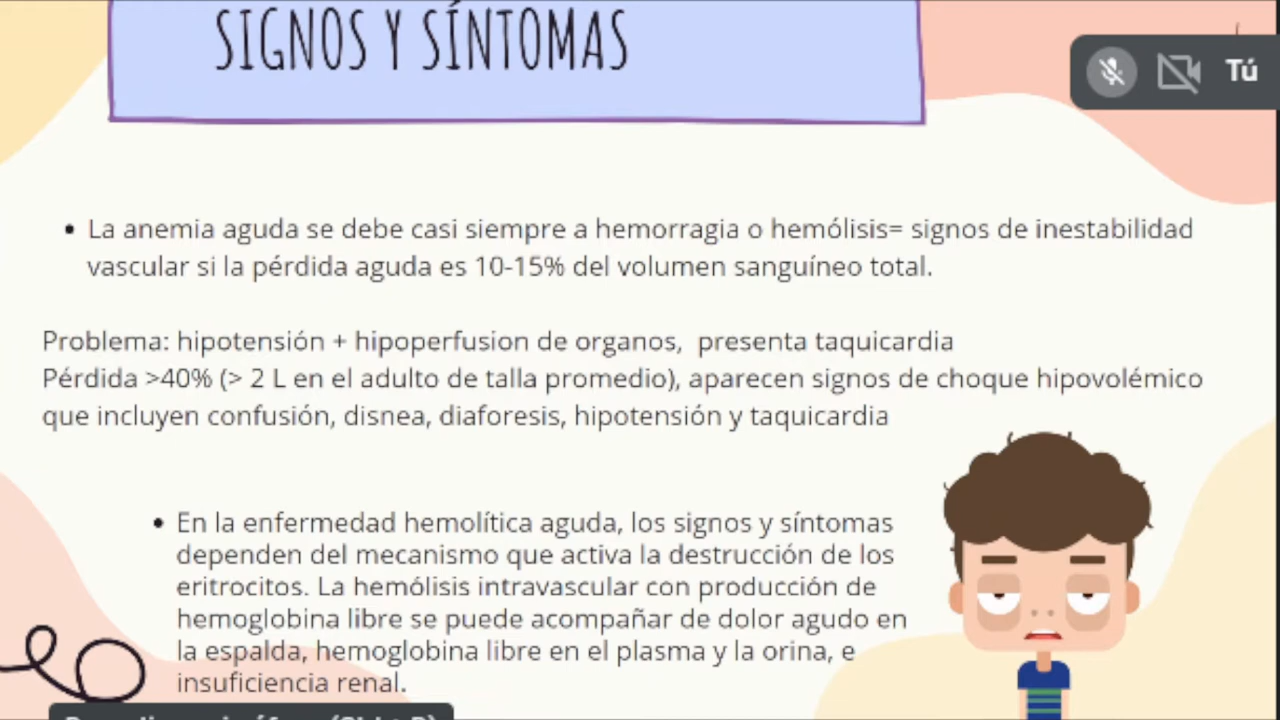 SIGNOS Y SÍNTOMAS
Tú
• La anemia aguda se debe casi siempre a hemorragia o hemólisis= signos de inestabilidad
vascular si la pérdida aguda es 10-15% del volumen sanguíneo total.
Problema: hipotensión + hipoperfusion de organos, presenta taquicardia
Pérdida >40% (> 2 L en el adulto de talla promedio), aparecen signos de choque hipovolémico
que incluyen confusión, disnea, diaforesis, hipotensión y taquicardia
• En la enfermedad hemolítica aguda, los signos y síntomas
dependen del mecanismo que activa la destrucción de los
eritrocitos. La hemólisis intravascular con producción de
hemoglobina libre se puede acompañar de dolor agudo en
la espalda, hemoglobina libre en el plasma y la orina, e
insuficiencia renal.